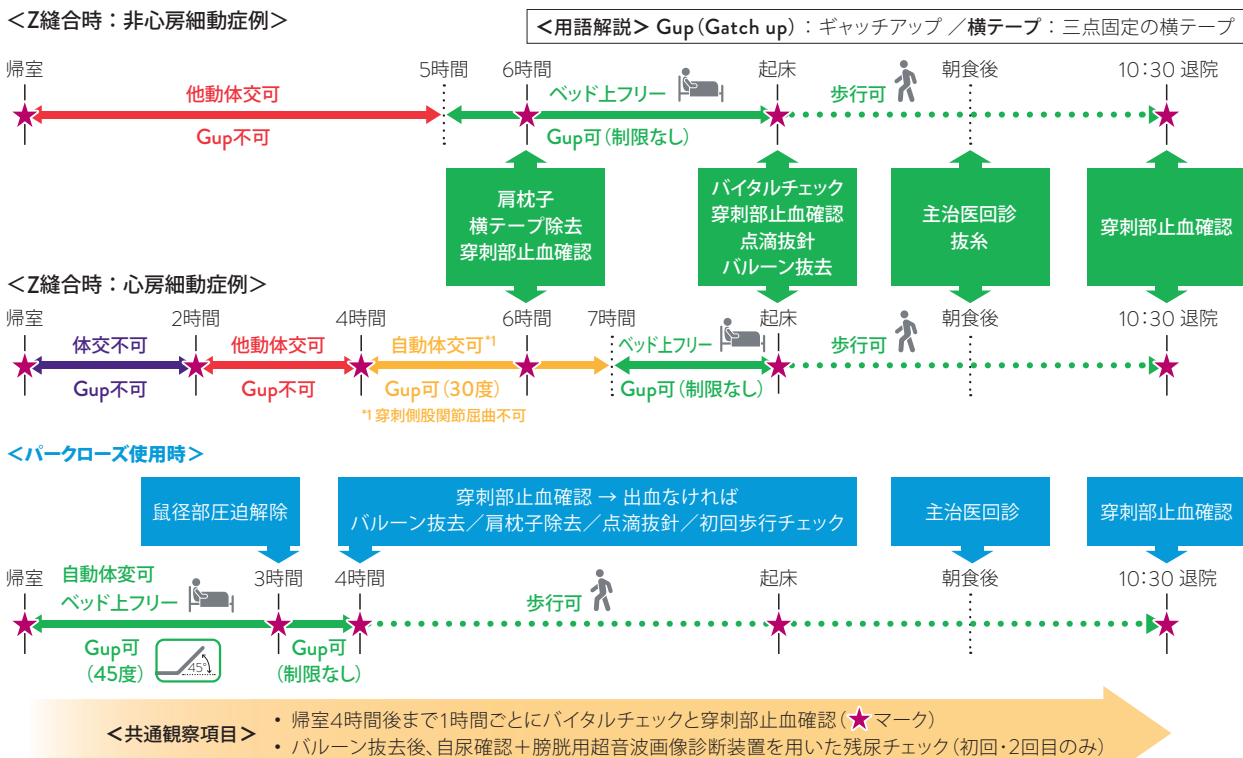 ＜Z縫合時：非心房細動症例＞
＜用語解説＞ Gup（Gatch up）：ギャッチアップ ／横テープ：三点固定の横テープ
帰室 5時間 6時間 起床 朝食後 10：30 退院
他動体交可 ベッド上フリー 歩行可
Gup不可 Gup可（制限なし）
肩枕子
横テープ除去
穿刺部止血確認
バイタルチェック
穿刺部止血確認
点滴抜針
バルーン抜去
主治医回診
抜糸
穿刺部止血確認
＜Z縫合時：心房細動症例＞
帰室 2時間 4時間 6時間 7時間 起床 朝食後 10：30 退院
体交不可 他動体交可 自動体交可*1 ベッド上フリー 歩行可
Gup不可 Gup不可 Gup可（30度） Gup可（制限なし）
*1 穿刺側股関節屈曲不可
＜パークローズ使用時＞
鼠径部圧迫解除
穿刺部止血確認 → 出血なければ
バルーン抜去／肩枕子除去／点滴抜針／初回歩行チェック
主治医回診
穿刺部止血確認
帰室 3時間 4時間 起床 朝食後 10：30 退院
自動体変可
ベッド上フリー
歩行可
Gup可
（45度）
45°
Gup可
（制限なし）
＜共通観察項目＞
• 帰室4時間後まで1時間ごとにバイタルチェックと穿刺部止血確認（★マーク）
• バルーン抜去後、自尿確認＋膀胱用超音波画像診断装置を用いた残尿チェック（初回・2回目のみ）